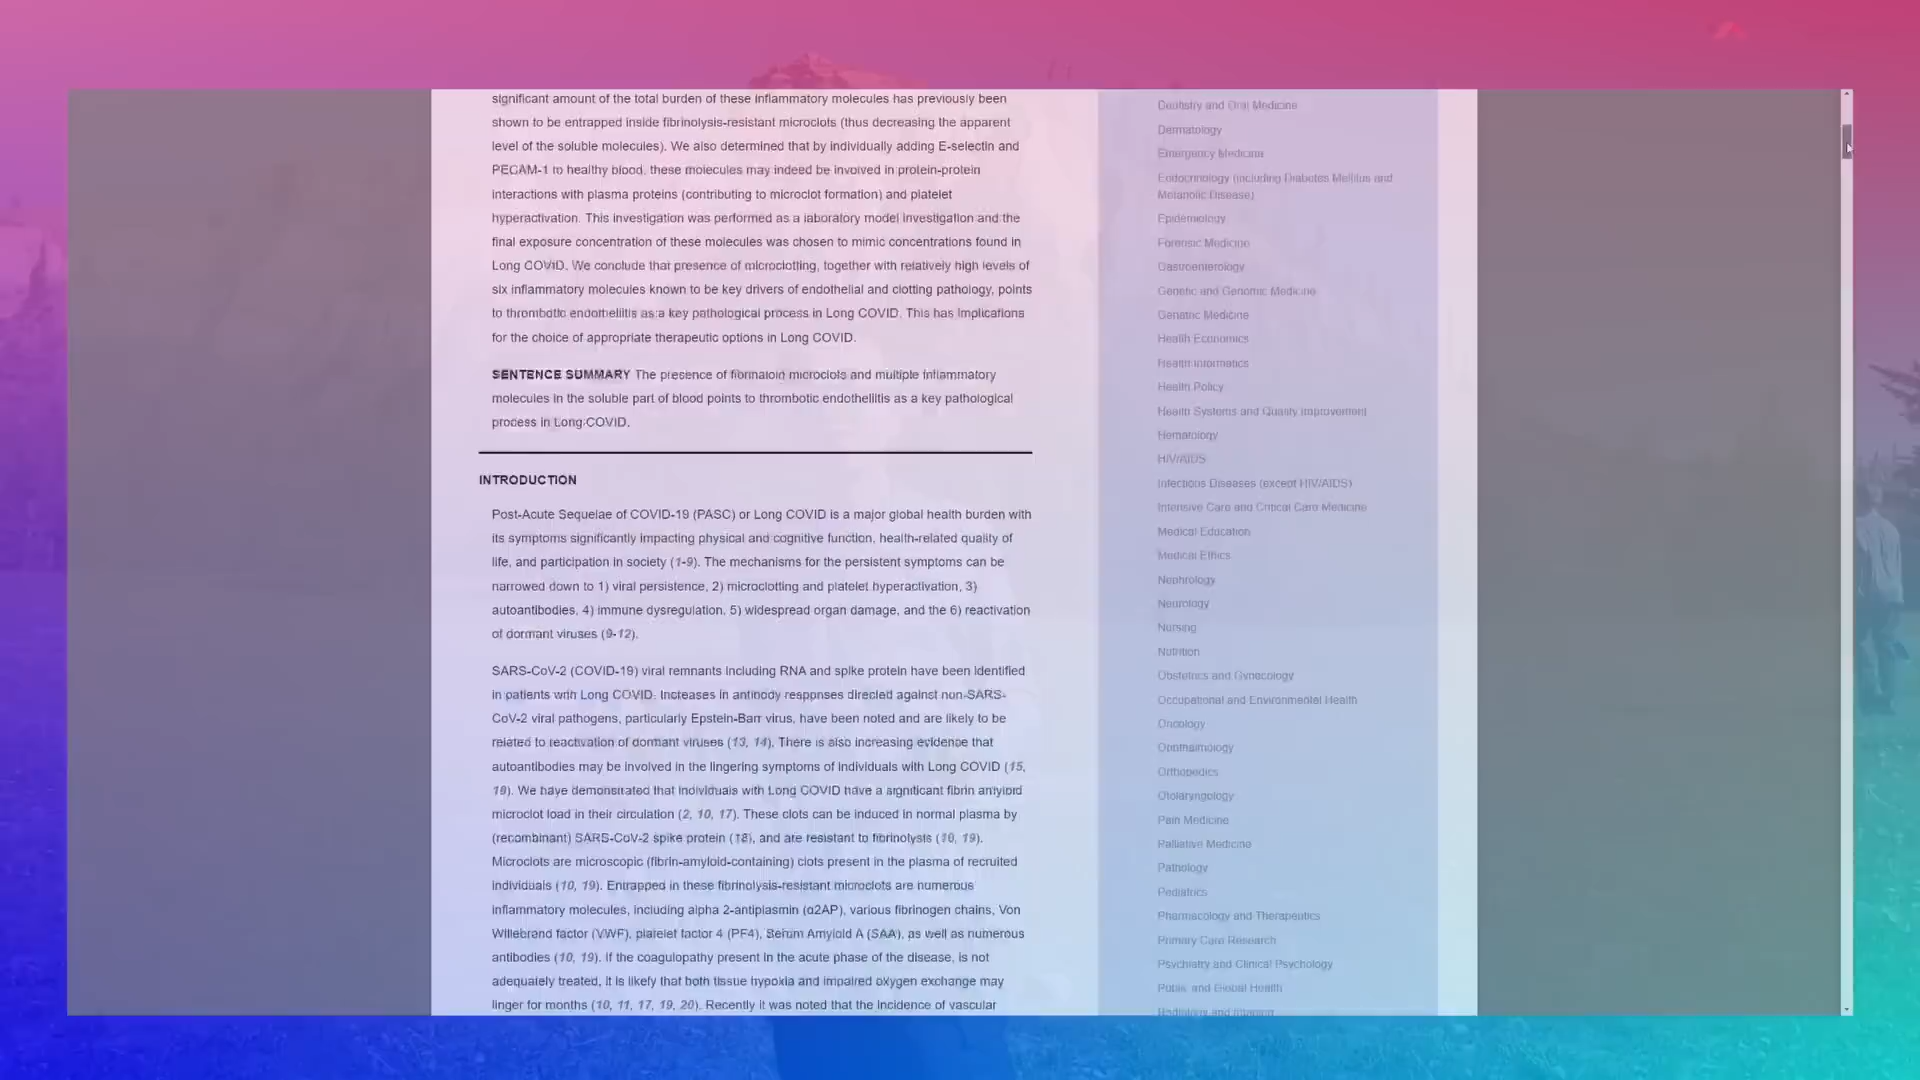 significant amount of the total burden of these inflammatory molecules has previously been
shown to be entrapped inside fibrinolysis-resistant microclots (thus decreasing the apparent
level of the soluble molecules). We also determined that by individually adding E-selectin and
PECAM-1 to healthy blood, these molecules may indeed be involved in protein-protein
interactions with plasma proteins (contributing to microclot formation) and platelet
hyperactivation. This investigation was performed as a laboratory model investigation and the
final exposure concentration of these molecules was chosen to mimic concentrations found in
Long COVID. We conclude that presence of microclotting, together with relatively high levels of
six inflammatory molecules known to be key drivers of endothelial and clotting pathology, points
to thrombotic endothelitis as a key pathological process in Long COVID. This has implications
for the choice of appropriate therapeutic options in Long COVID.
SENTENCE SUMMARY The presence of fibrinaloid microclots and multiple inflammatory
molecules in the soluble part of blood points to thrombotic endothelitis as a key pathological
process in Long COVID.
INTRODUCTION
Post-Acute Sequelae of COVID-19 (PASC) or Long COVID is a major global health burden with
its symptoms significantly impacting physical and cognitive function, health-related quality of
life, and participation in society (1-9). The mechanisms for the persistent symptoms can be
narrowed down to 1) viral persistence, 2) microclotting and platelet hyperactivation, 3)
autoantibodies, 4) immune dysregulation, 5) widespread organ damage, and the 6) reactivation
of dormant viruses (9-12).
SARS-CoV-2 (COVID-19) viral remnants including RNA and spike protein have been identified
in patients with Long COVID. Increases in antibody responses directed against non-SARS-
CoV-2 viral pathogens, particularly Epstein-Barr virus, have been noted and are likely to be
related to reactivation of dormant viruses (13, 14). There is also increasing evidence that
autoantibodies may be involved in the lingering symptoms of individuals with Long COVID (15,
16). We have demonstrated that individuals with Long COVID have a significant fibrin amyloid
microclot load in their circulation (2, 10, 17). These clots can be induced in normal plasma by
(recombinant) SARS-CoV-2 spike protein (18), and are resistant to fibrinolysis (10, 19).
Microclots are microscopic (fibrin-amyloid-containing) clots present in the plasma of recruited
individuals (10, 19). Entrapped in these fibrinolysis-resistant microclots are numerous
inflammatory molecules, including alpha 2-antiplasmin (α2AP), various fibrinogen chains, Von
Willebrand factor (VWF), platelet factor 4 (PF4), Serum Amyloid A (SAA), as well as numerous
antibodies (10, 19). If the coagulopathy present in the acute phase of the disease, is not
adequately treated, it is likely that both tissue hypoxia and impaired oxygen exchange may
linger for months (10, 11, 17, 19, 20). Recently it was noted that the incidence of vascular
Dentistry and Oral Medicine
Dermatology
Emergency Medicine
Endocrinology (including Diabetes Mellitus and
Metabolic Disease)
Epidemiology
Forensic Medicine
Gastroenterology
Genetic and Genomic Medicine
Geriatric Medicine
Health Economics
Health Informatics
Health Policy
Health Systems and Quality Improvement
Hematology
HIV/AIDS
Infectious Diseases (except HIV/AIDS)
Intensive Care and Critical Care Medicine
Medical Education
Medical Ethics
Nephrology
Neurology
Nursing
Nutrition
Obstetrics and Gynecology
Occupational and Environmental Health
Oncology
Ophthalmology
Orthopedics
Otolaryngology
Pain Medicine
Palliative Medicine
Pathology
Pediatrics
Pharmacology and Therapeutics
Primary Care Research
Psychiatry and Clinical Psychology
Public and Global Health
Radiology and Imaging